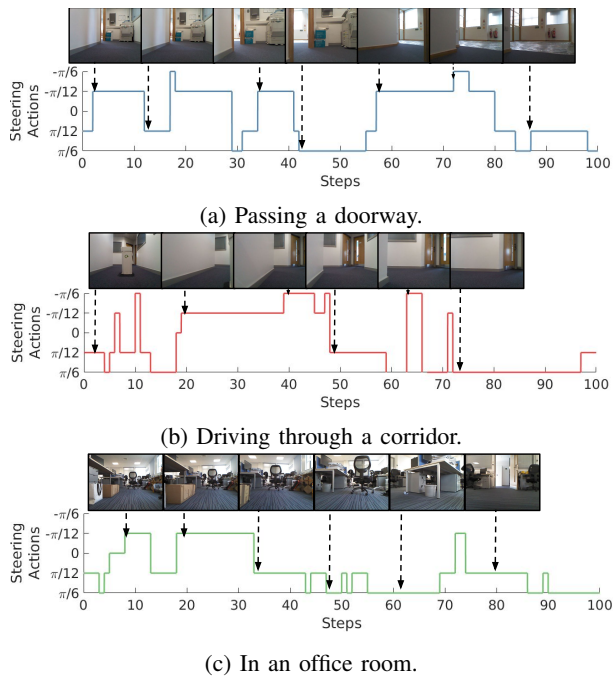 -π/6
-π/12
0
π/12
π/6
Steering
Actions
0 10 20 30 40 50 60 70 80 90 100
Steps
(a) Passing a doorway.
-π/6
-π/12
0
π/12
π/6
Steering
Actions
0 10 20 30 40 50 60 70 80 90 100
Steps
(b) Driving through a corridor.
-π/6
-π/12
0
π/12
π/6
Steering
Actions
0 10 20 30 40 50 60 70 80 90 100
Steps
(c) In an office room.